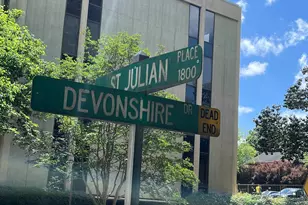 ST JULIAN PLACE
1800
DEVONSHIRE DR
DEAD
END